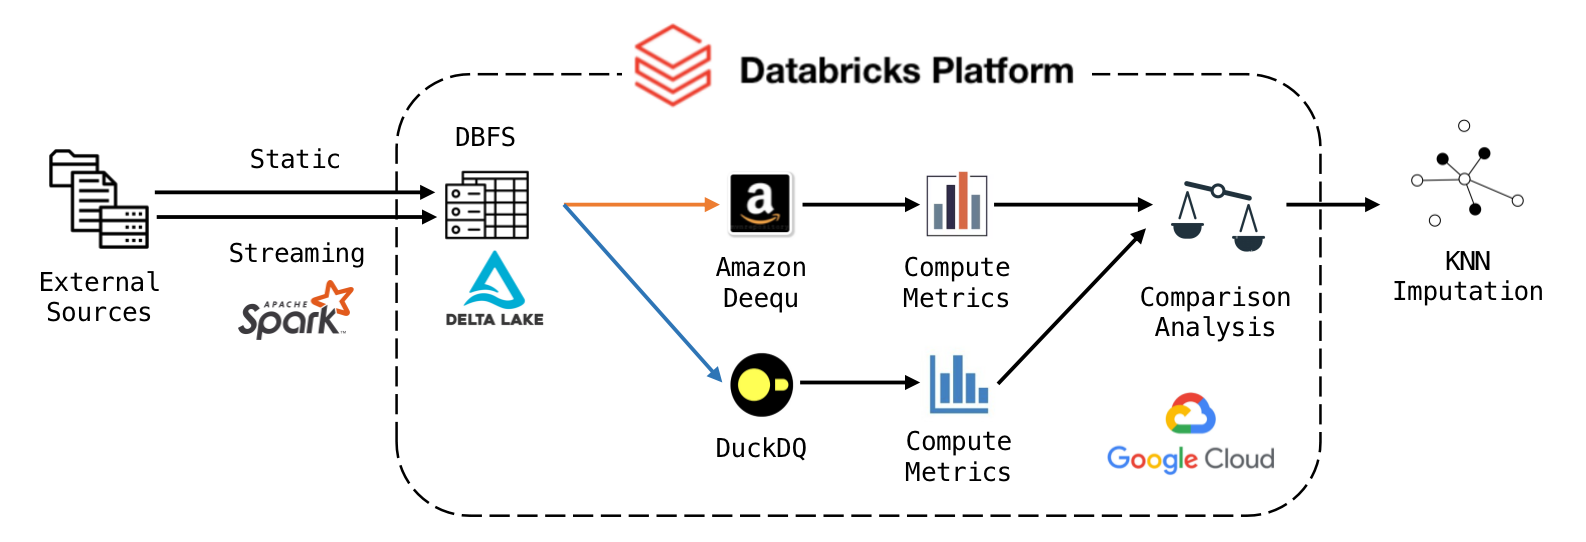 Databricks Platform
DBFS
Static
Streaming
External
Sources
APACHE
Spark
DELTA LAKE
a
Amazon
Deequ
Compute
Metrics
DuckDQ
Compute
Metrics
Comparison
Analysis
Google Cloud
KNN
Imputation